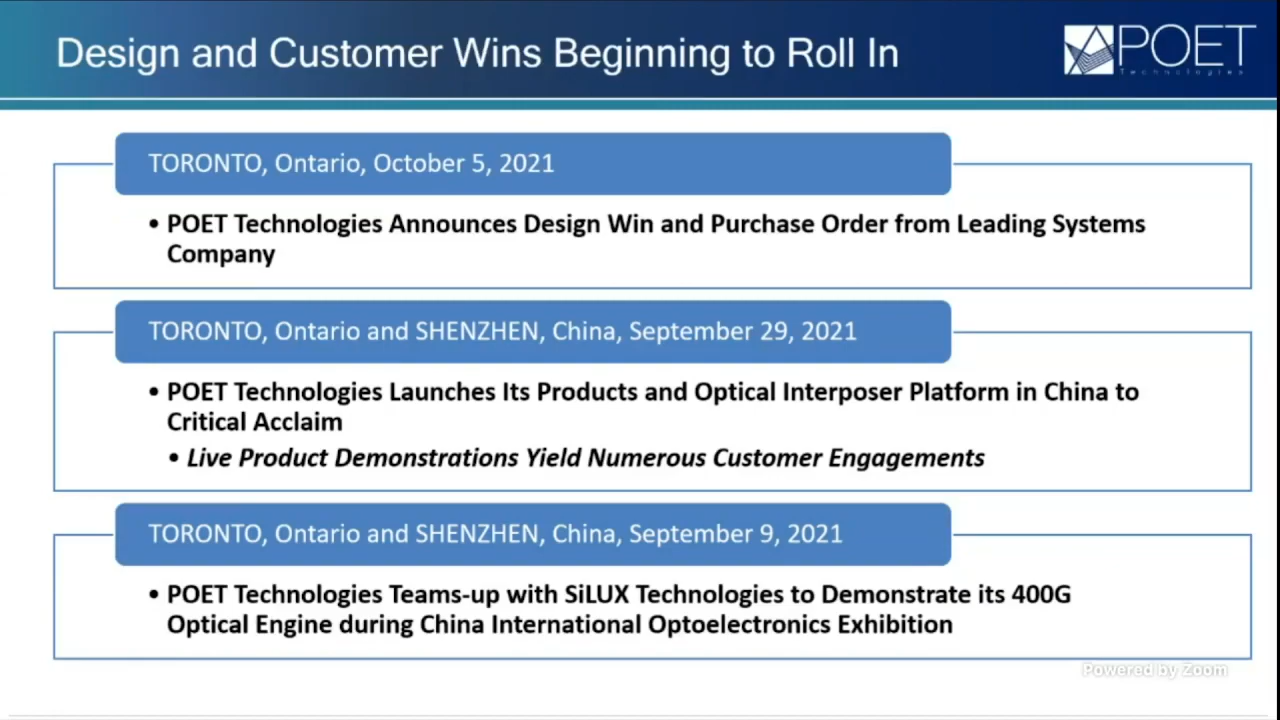 Design and Customer Wins Beginning to Roll In
POET
Technologies
TORONTO, Ontario, October 5, 2021
• POET Technologies Announces Design Win and Purchase Order from Leading Systems
Company
TORONTO, Ontario and SHENZHEN, China, September 29, 2021
• POET Technologies Launches Its Products and Optical Interposer Platform in China to
Critical Acclaim
• Live Product Demonstrations Yield Numerous Customer Engagements
TORONTO, Ontario and SHENZHEN, China, September 9, 2021
• POET Technologies Teams-up with SiLUX Technologies to Demonstrate its 400G
Optical Engine during China International Optoelectronics Exhibition
Powered by Zoom